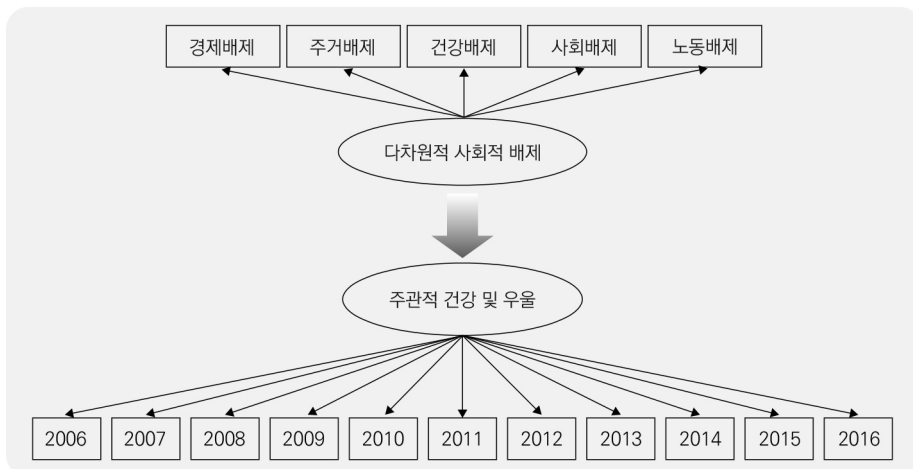 경제배제 주거배제 건강배제 사회배제 노동배제
다차원적 사회적 배제
주관적 건강 및 우울
2006 2007 2008 2009 2010 2011 2012 2013 2014 2015 2016